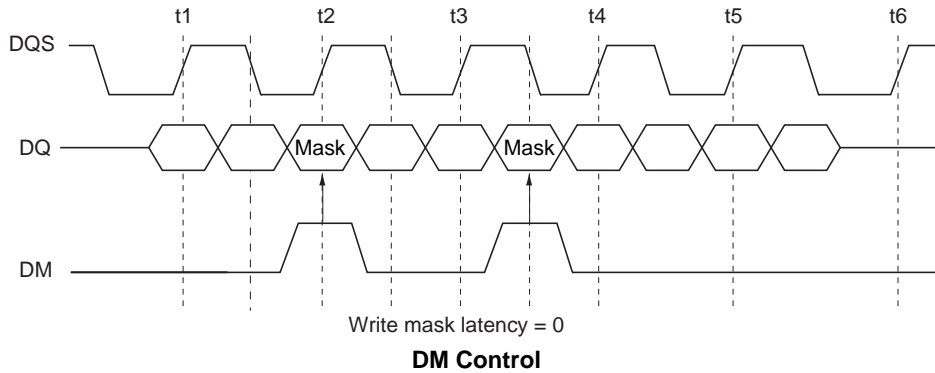 t1 t2 t3 t4 t5 t6
DQS
DQ Mask Mask
DM
Write mask latency = 0
DM Control